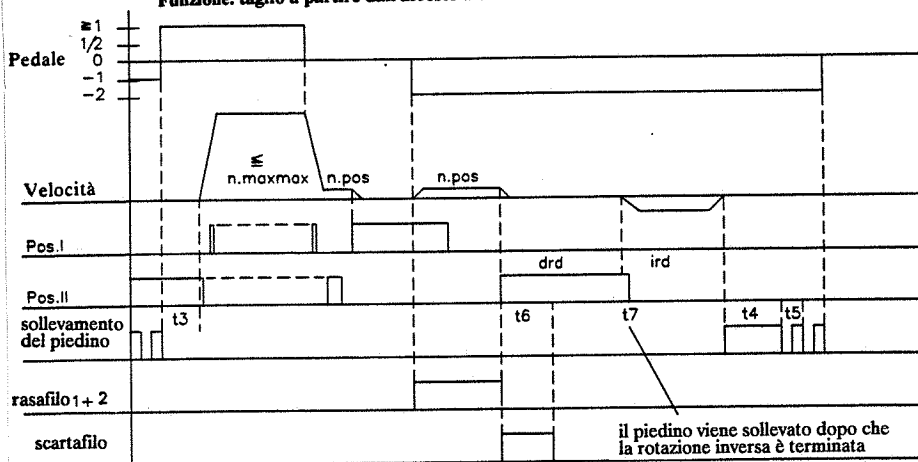 Funzione: taglio a partire dall'
≧1
1/2
Pedale 0
−1
−2
Velocità
≦
n.maxmax
n.pos
n.pos
Pos.I
drd
ird
Pos.II
sollevamento
del piedino
t3
t6
t7
t4
t5
rasafilo 1 + 2
scartafilo
il piedino viene sollevato dopo che
la rotazione inversa è terminata